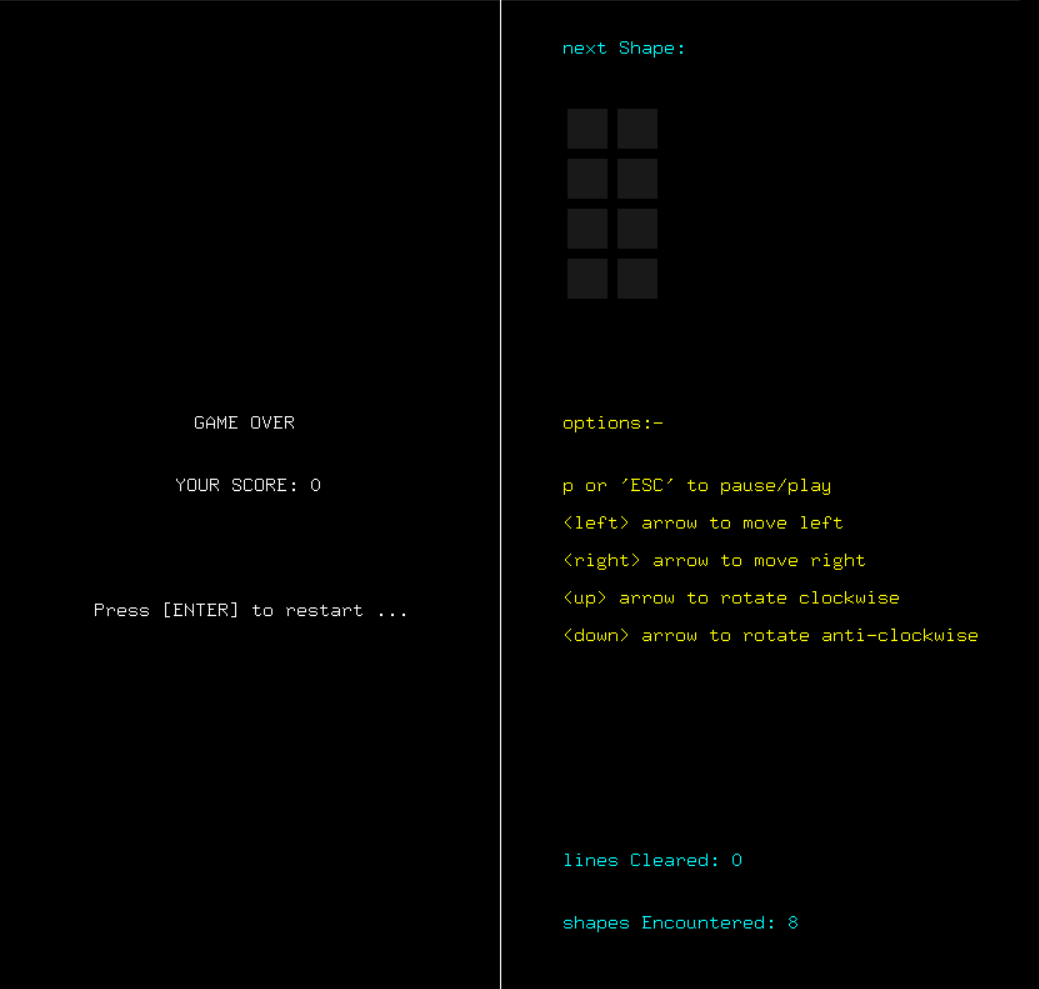 next Shape:
GAME OVER
YOUR SCORE: 0
Press [ENTER] to restart ...
options:-
p or 'ESC' to pause/play
<left> arrow to move left
<right> arrow to move right
<up> arrow to rotate clockwise
<down> arrow to rotate anti-clockwise
lines Cleared: 0
shapes Encountered: 8